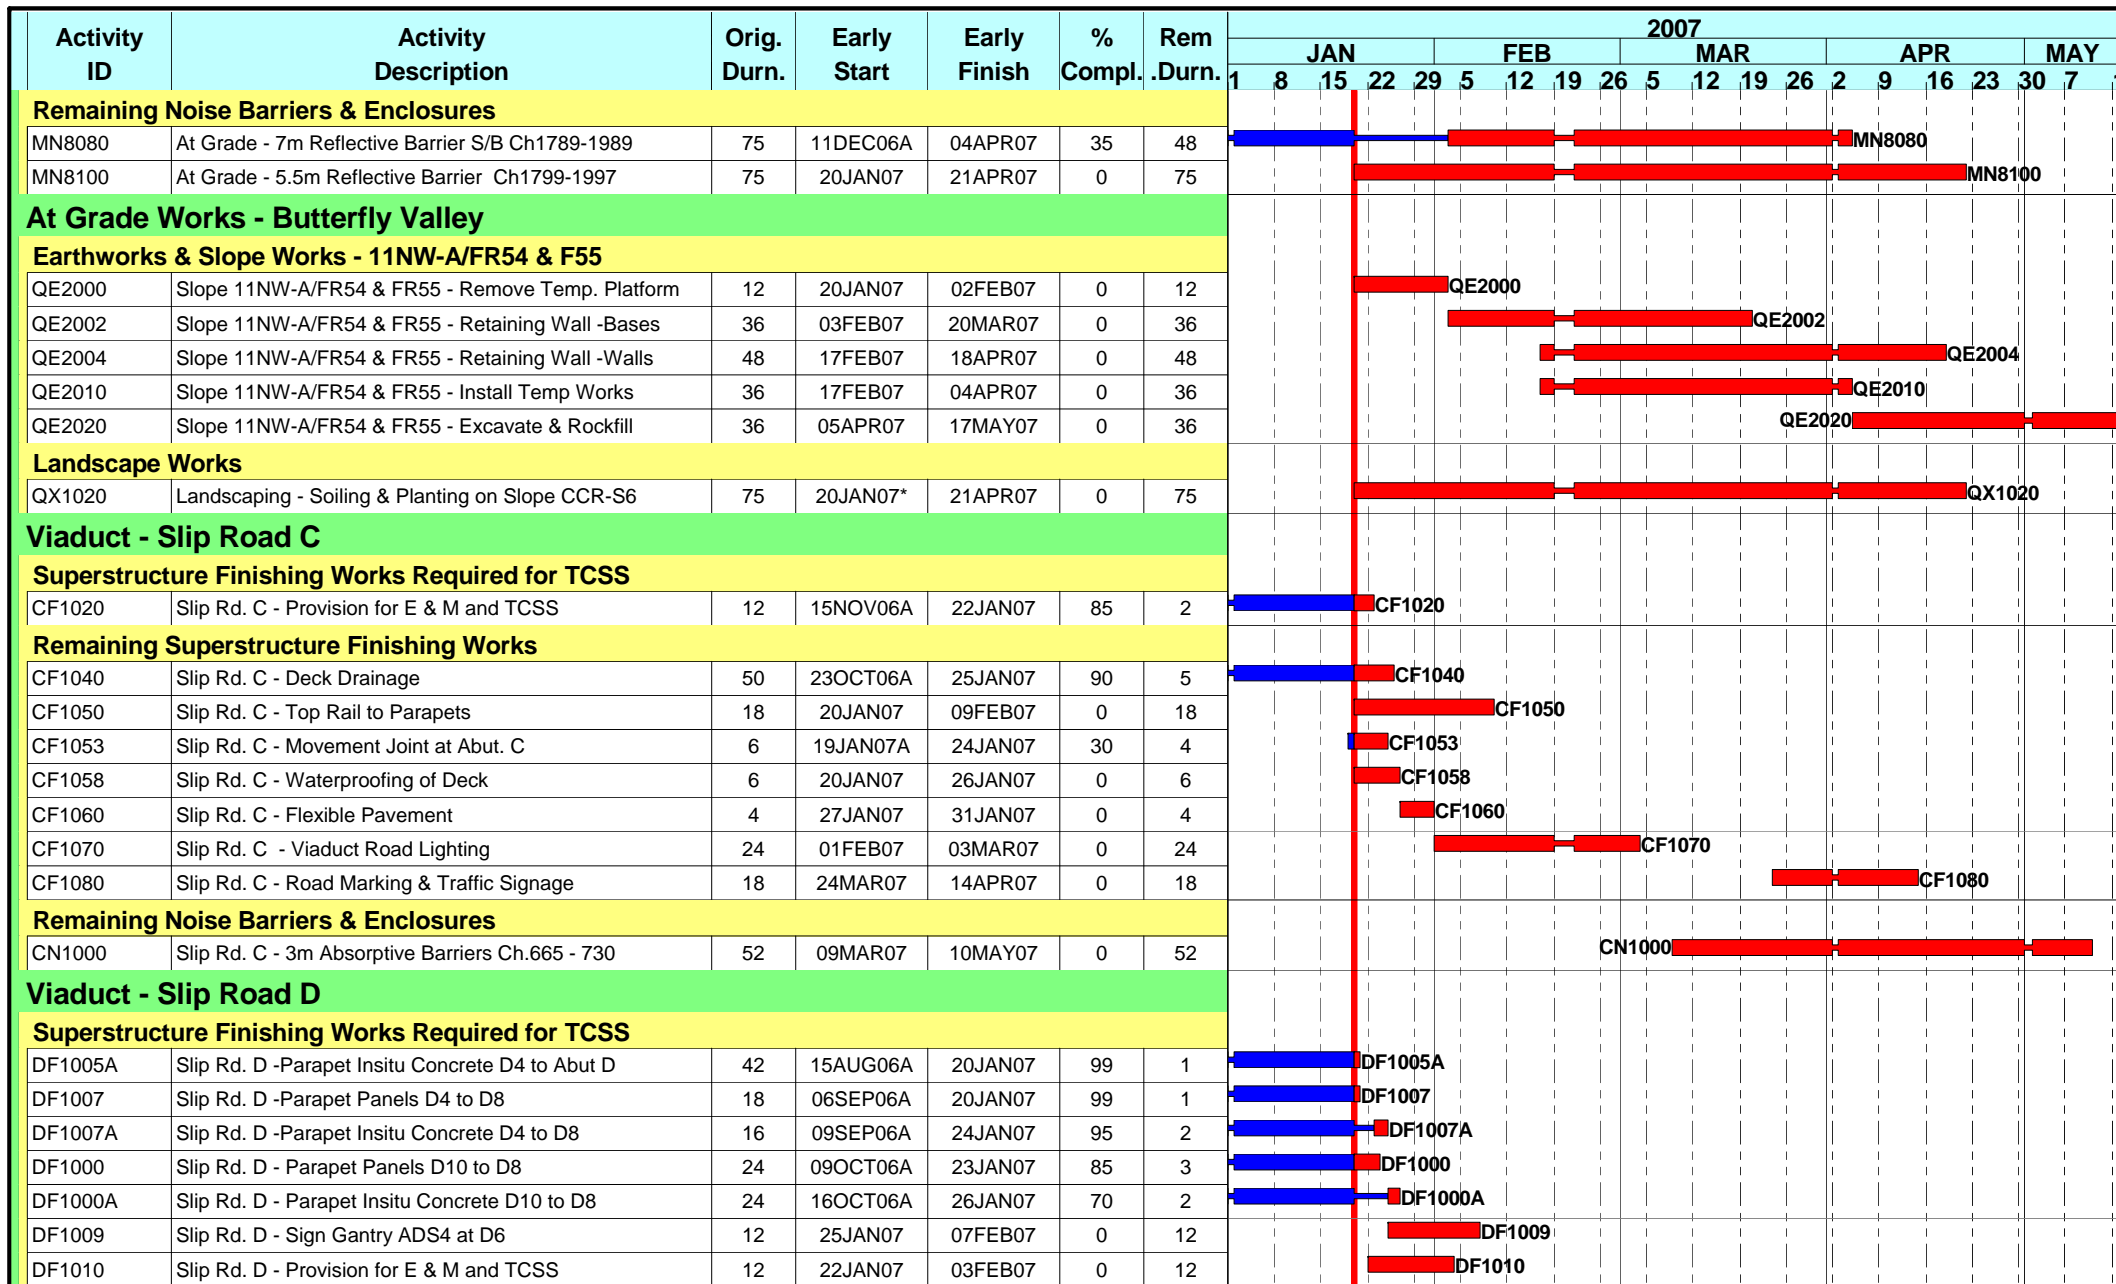 2007
Activity Activity Orig. Early Early % Rem JAN FEB MAR APR MAY
ID Description Durn. Start Finish Compl. .Durn. 1 8 15 22 29 5 12 19 26 5 12 19 26 2 9 16 23 30 7
Remaining Noise Barriers & Enclosures
MN8080 At Grade - 7m Reflective Barrier S/B Ch1789-1989 75 11DEC06A 04APR07 35 48 MN8080
MN8100 At Grade - 5.5m Reflective Barrier Ch1799-1997 75 20JAN07 21APR07 0 75 MN8100
At Grade Works - Butterfly Valley
Earthworks & Slope Works - 11NW-A/FR54 & F55
QE2000 Slope 11NW-A/FR54 & FR55 - Remove Temp. Platform 12 20JAN07 02FEB07 0 12 QE2000
QE2002 Slope 11NW-A/FR54 & FR55 - Retaining Wall -Bases 36 03FEB07 20MAR07 0 36 QE2002
QE2004 Slope 11NW-A/FR54 & FR55 - Retaining Wall -Walls 48 17FEB07 18APR07 0 48 QE2004
QE2010 Slope 11NW-A/FR54 & FR55 - Install Temp Works 36 17FEB07 04APR07 0 36 QE2010
QE2020 Slope 11NW-A/FR54 & FR55 - Excavate & Rockfill 36 05APR07 17MAY07 0 36 QE2020
Landscape Works
QX1020 Landscaping - Soiling & Planting on Slope CCR-S6 75 20JAN07* 21APR07 0 75 QX1020
Viaduct - Slip Road C
Superstructure Finishing Works Required for TCSS
CF1020 Slip Rd. C - Provision for E & M and TCSS 12 15NOV06A 22JAN07 85 2 CF1020
Remaining Superstructure Finishing Works
CF1040 Slip Rd. C - Deck Drainage 50 23OCT06A 25JAN07 90 5 CF1040
CF1050 Slip Rd. C - Top Rail to Parapets 18 20JAN07 09FEB07 0 18 CF1050
CF1053 Slip Rd. C - Movement Joint at Abut. C 6 19JAN07A 24JAN07 30 4 CF1053
CF1058 Slip Rd. C - Waterproofing of Deck 6 20JAN07 26JAN07 0 6 CF1058
CF1060 Slip Rd. C - Flexible Pavement 4 27JAN07 31JAN07 0 4 CF1060
CF1070 Slip Rd. C - Viaduct Road Lighting 24 01FEB07 03MAR07 0 24 CF1070
CF1080 Slip Rd. C - Road Marking & Traffic Signage 18 24MAR07 14APR07 0 18 CF1080
Remaining Noise Barriers & Enclosures
CN1000 Slip Rd. C - 3m Absorptive Barriers Ch.665 - 730 52 09MAR07 10MAY07 0 52 CN1000
Viaduct - Slip Road D
Superstructure Finishing Works Required for TCSS
DF1005A Slip Rd. D -Parapet Insitu Concrete D4 to Abut D 42 15AUG06A 20JAN07 99 1 DF1005A
DF1007 Slip Rd. D -Parapet Panels D4 to D8 18 06SEP06A 20JAN07 99 1 DF1007
DF1007A Slip Rd. D -Parapet Insitu Concrete D4 to D8 16 09SEP06A 24JAN07 95 2 DF1007A
DF1000 Slip Rd. D - Parapet Panels D10 to D8 24 09OCT06A 23JAN07 85 3 DF1000
DF1000A Slip Rd. D - Parapet Insitu Concrete D10 to D8 24 16OCT06A 26JAN07 70 2 DF1000A
DF1009 Slip Rd. D - Sign Gantry ADS4 at D6 12 25JAN07 07FEB07 0 12 DF1009
DF1010 Slip Rd. D - Provision for E & M and TCSS 12 22JAN07 03FEB07 0 12 DF1010